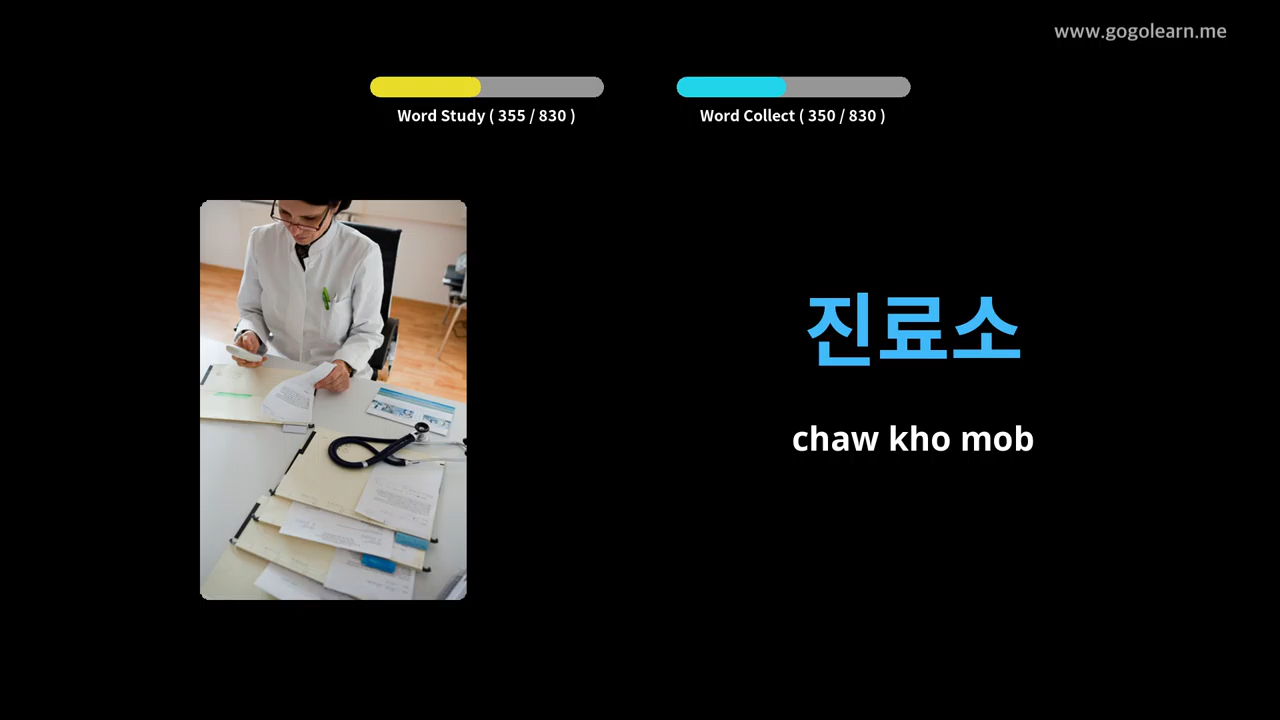 www.gogolearn.me
Word Study ( 355 / 830 )
Word Collect ( 350 / 830 )
진료소
chaw kho mob